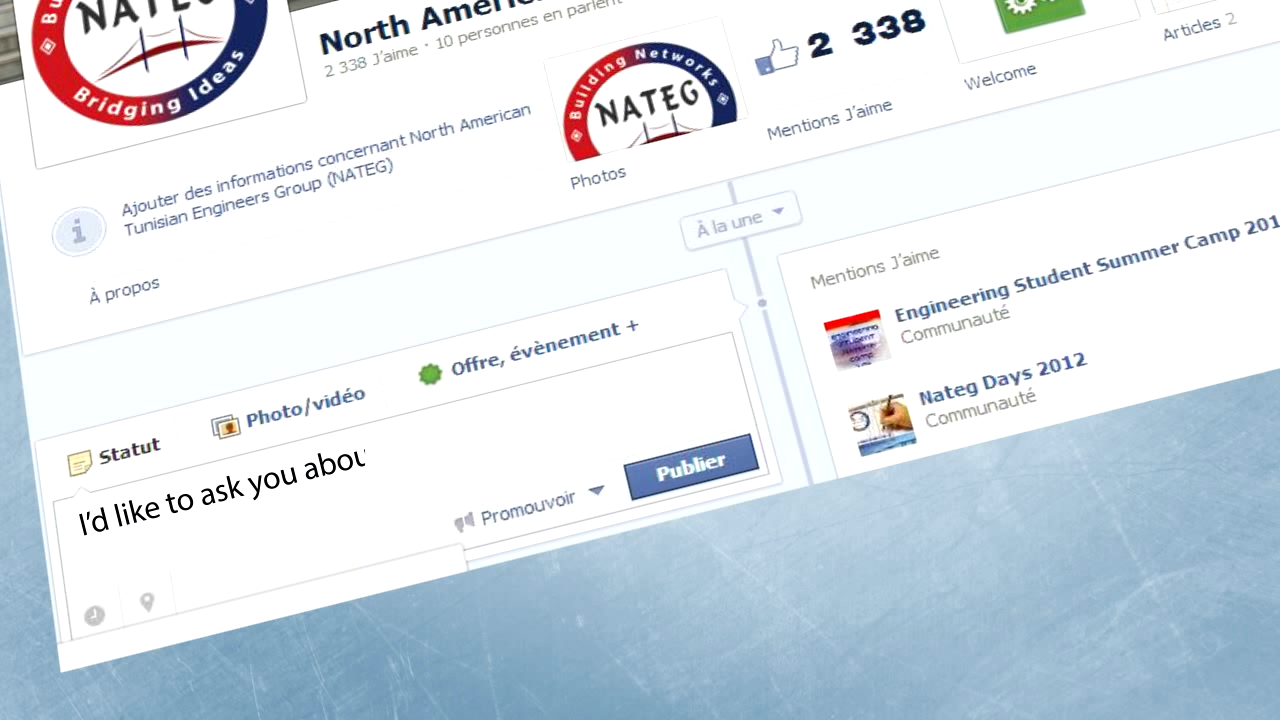 NATEG
Bridging Ideas
North Americ
2 338 J'aime · 10 personnes en parlent
Ajouter des informations concernant North American
Tunisian Engineers Group (NATEG)
À propos
Building Networks
NATEG
Photos
2 338
Mentions J'aime
Welcome
Articles 2
À la une
Statut
Photo/vidéo
Offre, évènement +
I'd like to ask you abou
Promouvoir
Publier
Mentions J'aime
Engineering Student Summer Camp 201
Communauté
Nateg Days 2012
Communauté